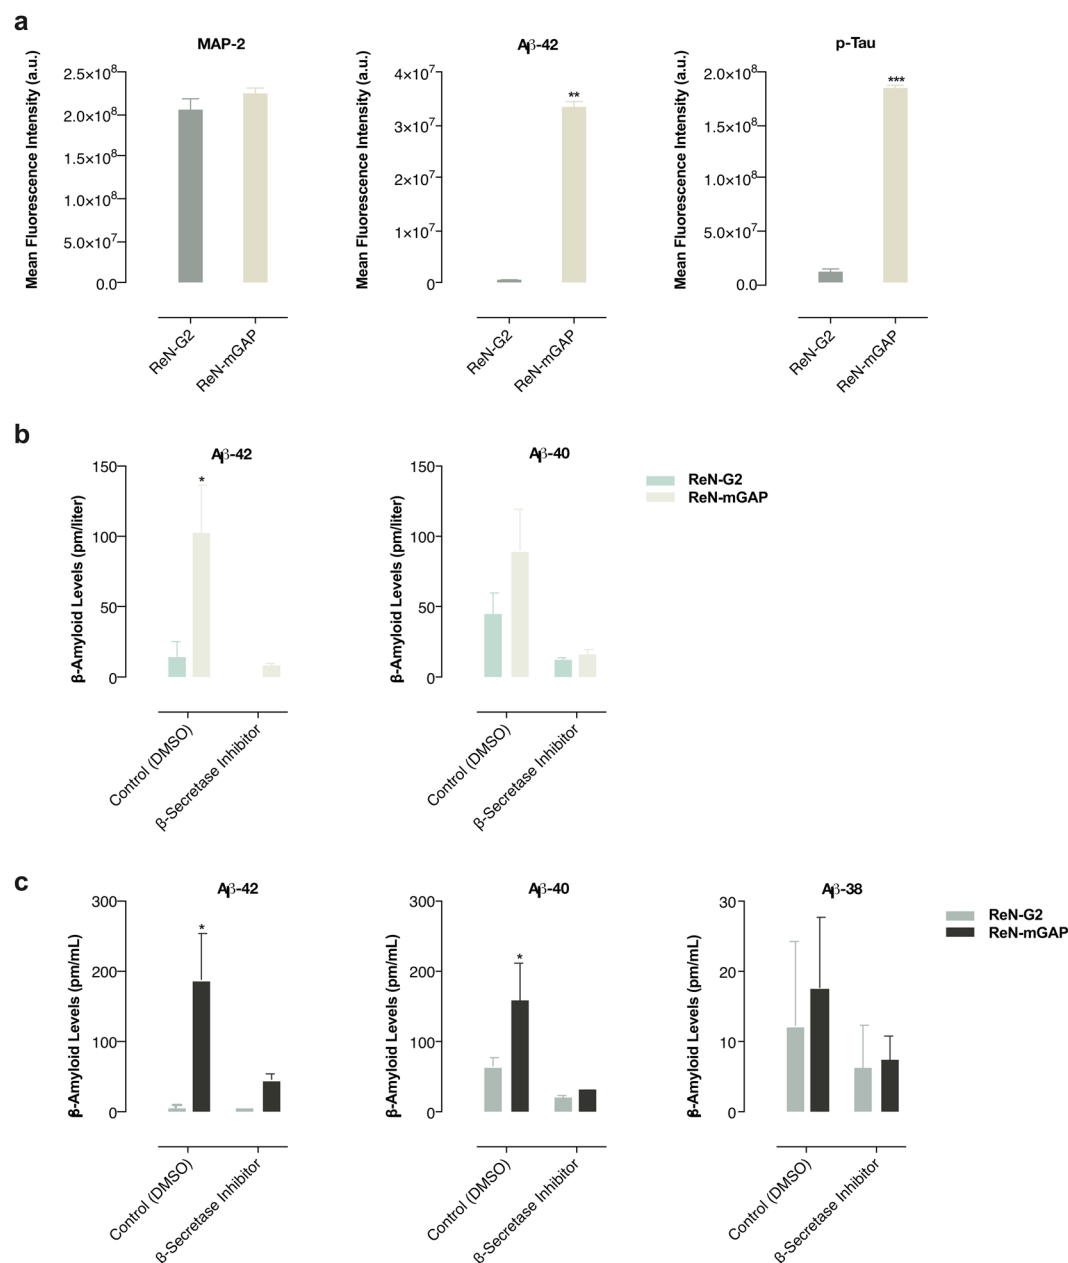 a
MAP-2
Mean Fluorescence Intensity (a.u.)
2.5×10⁸
2.0×10⁸
1.5×10⁸
1.0×10⁸
5.0×10⁷
0.0
ReN-G2
ReN-mGAP
Aβ-42
Mean Fluorescence Intensity (a.u.)
4×10⁷
3×10⁷
2×10⁷
1×10⁷
0
**
ReN-G2
ReN-mGAP
p-Tau
Mean Fluorescence Intensity (a.u.)
2.0×10⁸
1.5×10⁸
1.0×10⁸
5.0×10⁷
0.0
***
ReN-G2
ReN-mGAP
b
Aβ-42
β-Amyloid Levels (pm/liter)
150
100
50
0
*
Control (DMSO)
β-Secretase Inhibitor
Aβ-40
β-Amyloid Levels (pm/liter)
150
100
50
0
Control (DMSO)
β-Secretase Inhibitor
ReN-G2
ReN-mGAP
c
Aβ-42
β-Amyloid Levels (pm/mL)
300
200
100
0
*
Control (DMSO)
β-Secretase Inhibitor
Aβ-40
β-Amyloid Levels (pm/mL)
300
200
100
0
*
Control (DMSO)
β-Secretase Inhibitor
Aβ-38
β-Amyloid Levels (pm/mL)
30
20
10
0
Control (DMSO)
β-Secretase Inhibitor
ReN-G2
ReN-mGAP